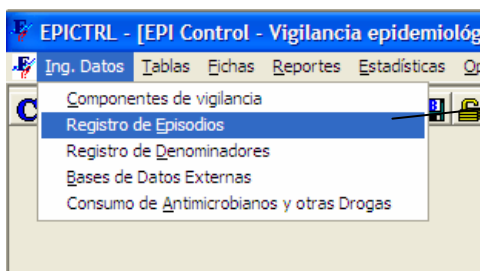 EPICTRL - [EPI Control - Vigilancia epidemiológ
Ing. Datos Tablas Fichas Reportes Estadísticas Op
Componentes de vigilancia
Registro de Episodios
Registro de Denominadores
Bases de Datos Externas
Consumo de Antimicrobianos y otras Drogas